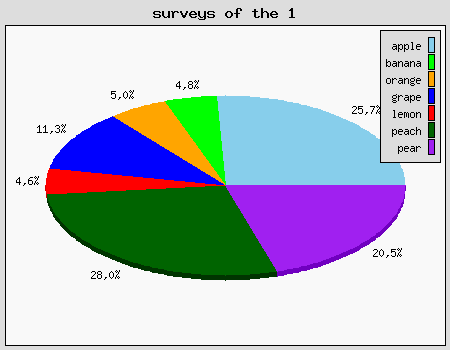 surveys of the 1
apple
banana
orange
grape
lemon
peach
pear
25,7%
4,8%
5,0%
11,3%
4,6%
28,0%
20,5%